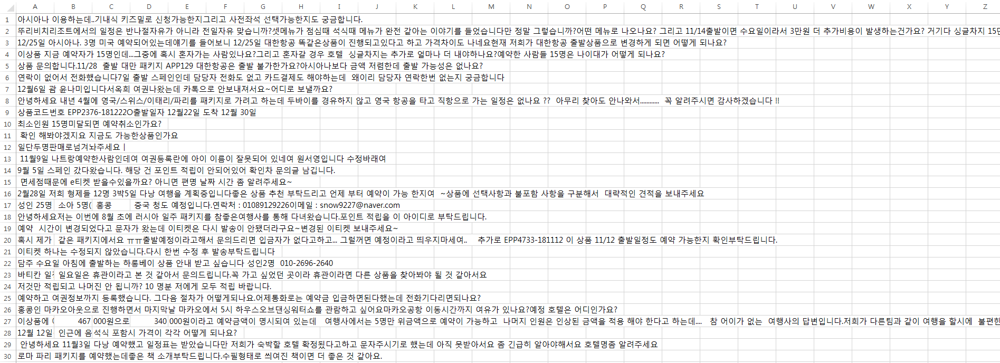 A B C D E F G H I J K L M N O P Q R S T U V W X Y Z
1 아시아나 이용하는데..기내식 키즈밀로 신청가능한지그리고 사전좌석 선택가능한지도 궁금합니다.
2 뚜리비치리조트에서의 일정은 반나절자유가 아니라 전일자유 맞습니까?셋메뉴가 점심때 석식때 메뉴가 완전 같아는 이야기를 들었습니다만 정말 그렇습니까?어떤 메뉴로 나오나요? 그리고 11/14출발이면 수요일이라서 3만원 더 추가비용이 발생하는건가요? 거기다 싱글차지 15만
3 12/25일 아시아나. 3명 미국 예약되어있는데얘기를 들어보니 12/25일 대한항공 똑같은상품이 진행되고있다고 하고 가격차이도 나네요현재 저희가 대한항공 출발상품으로 변경하게 되면 어떻게 되나요?
4 이상품 지금 예약자가 15명인데...그중에 혹시 혼자가는 사람있나요?그리고 혼자갈 경우 호텔  싱글차지는 추가로 얼마나 더 내야하나요?예약한 사람들 15명은 나이대가 어떻게 되나요?
5 상품 문의합니다.11/28  출발 대만 패키지 APP129 대한항공은 출발 불가한가요?아시아나보다 금액 저렴한데 출발 가능성은 없나요?
6 연락이 없어서 전화했습니다7일 출발 스페인인데 담당자 전화도 없고 카드결제도 해야하는데  왜이리 담당자 연락한번 없는지 궁금합니다
7 12월6일 괌 윤나미입니다서옥희 여권나왔는데 카톡으로 안보내져서요~어디로 보낼까요?
8 안녕하세요 내년 4월에 영국/스위스/이태리/파리를 패키지로 가려고 하는데 두바이를 경유하지 않고 영국 항공을 타고 직항으로 가는 일정은 없나요 ??  아무리 찾아도 안나와서............  꼭 알려주시면 감사하겠습니다 !!
9 상품코드번호 EPP2376-181222O출발일자 12월22일 도착 12월 30일
10 최소인원 15명미달되면 예약취소인가요?
11 확인 해봐야겠지요 지금도 가능한상품인가요
12 일단두명판매로넘겨놔주세요 |
13 11월9일 나트랑예약한사람인데여 여권등록란에 아이 이름이 잘못되어 있네여 원서영입니다 수정바래여
14 9월 5일 스페인 갔다왔습니다. 해당 건 포인트 적립이 안되어있어 확인차 문의글 남깁니다.
15 면세점때문에 e티켓 받을수있을까요? 아니면 편명 날짜 시간 좀 알려주세요~
16 2월28일 저희 형제들 12명 3박5일 다낭 여행을 계획중입니다좋은 상품 추천 부탁드리고 언제 부터 예약이 가능 한지여  ~상품에 선택사항과 불포함 사항을 구분해서  대략적인 견적을 보내주세요
17 성인 25명 소아 5명( 홍콩 중국 청도 예정입니다.연락처 : 01089129226이메일 : snow9227@naver.com
18 안녕하세요저는 이번에 8월 초에 러시아 일주 패키지를 참좋은여행사를 통해 다녀왔습니다.포인트 적립을 이 아이디로 부탁드립니다.
19 예약  시간이 변경되었다고 문자가 왔는데 이티켓은 다시 발송이 안됐더라구요~변경된 이티켓 보내주세요~
20 혹시 제가 같은 패키지에서요 ㅠㅠ출발예정이라고해서 문의드리면 입금자가 없다고하고... 그럴꺼면 예정이라고 띄우지마세여..    추가로 EPP4733-181112 이 상품 11/12 출발일정도 예약 가능한지 확인부탁드립니다.
21 이티켓 하나는 수정되지 않았습니다.다시 한번 수정 후 발송부탁드립니다
22 담주 수요일 아침에 출발하는 하롱베이 상품 안내 받고 싶습니다 성인2명  010-2696-2640
23 바티칸 일요일은 휴관이라고 본 것 같아서 문의드립니다.꼭 가고 싶었던 곳이라 휴관이라면 다른 상품을 찾아봐야 될 것 같아서요
24 저것만 적립되고 나머진 안 됩니까? 10 명분 저에게 모두 적립 바랍니다.
25 예약하고 여권정보까지 등록했습니다. 그다음 절차가 어떻게되나요.어제통화로는 예약금 입금하면된다했는데 전화기다리면되나요?
26 홍콩인 마카오아웃으로 진행하면서 마지막날 마카오에서 5시 하우스오브댄싱워터쇼를 관람하고 싶어요마카오공항 이동시간까지 여유가 있나요?예정 호텔은 어디인가요?
27 이상품에 467 000원으로 340 000원이라고 예약금액이 명시되여 있는데   여행사에서는 5명만 위금액으로 예약이 가능하고  나머지 인원은 인상된 금액을 적용 해야 한다고 하는데....   참 어이가 없는  여행사의 답변입니다.저희가 다른팀과 같이 여행을 할시에  불편한
28 12월 12일 인근에 음석식 포함시 가격이 각각 어떻게 되나요?
29 안녕하세요 11월3일 다낭 예약했고 일정표는 받았습니다만 저희가 숙박할 호텔 확정됬다고하고 문자주시기로 했는데 아직 못받아서요 좀 긴급히 알아야해서요 호텔명좀 알려주세요
30 로마 파리 패키지를 예약했는데좋은 책 소개부탁드립니다.수필형태로 씌여진 책이면 더 좋은 것 같아요.